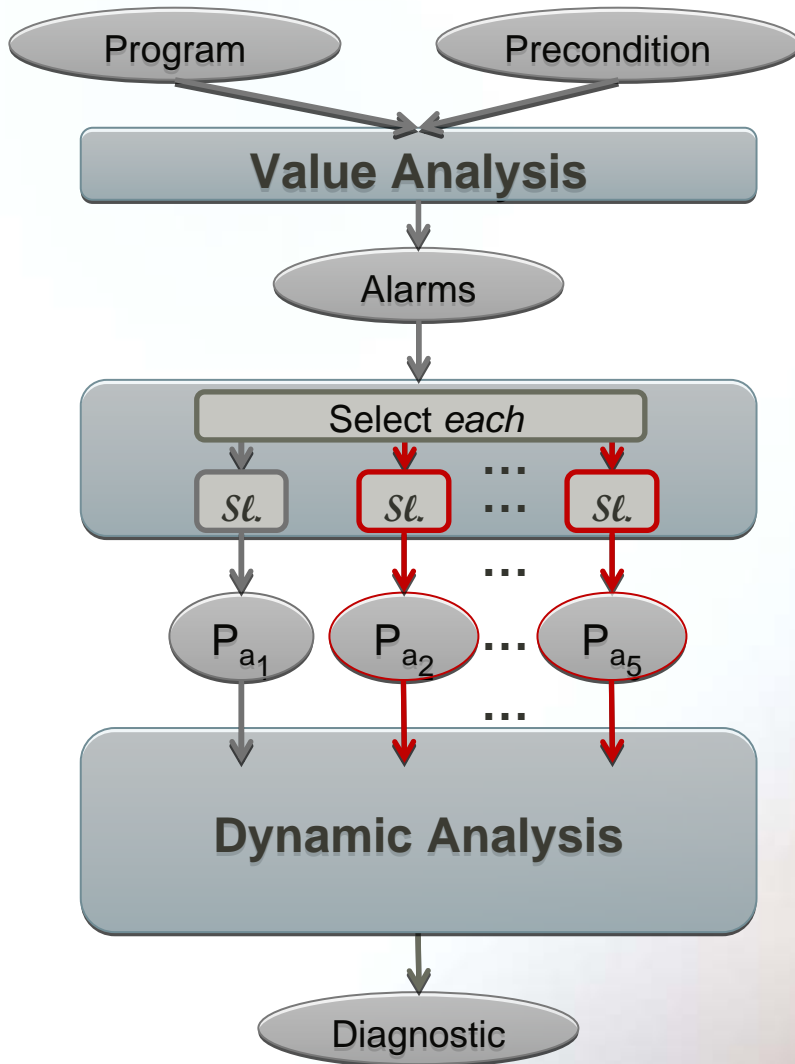 Program
Precondition
Value Analysis
Alarms
Select each
...
Sl.
Sl.
...
Sl.
...
Pa1
Pa2
...
Pa5
...
Dynamic Analysis
Diagnostic